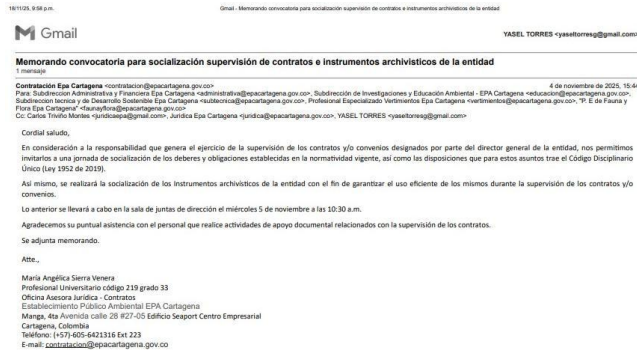 18/11/25, 9:58 p.m.
Gmail - Memorando convocatoria para socialización supervisión de contratos e instrumentos archivisticos de la entidad
Gmail
YASEL TORRES <yaseltorresg@gmail.com>
Memorando convocatoria para socialización supervisión de contratos e instrumentos archivisticos de la entidad
1 mensaje
Contratación Epa Cartagena <contratacion@epacartagena.gov.co>
4 de noviembre de 2025, 15:44
Para: Subdireccion Administrativa y Financiera Epa Cartagena <administrativa@epacartagena.gov.co>, Subdirección de Investigaciones y Educación Ambiental - EPA Cartagena <educacion@epacartagena.gov.co>,
Subdireccion tecnica y de Desarrollo Sostenible Epa Cartagena <subtecnica@epacartagena.gov.co>, Profesional Especializado Vertimientos Epa Cartagena <vertimientos@epacartagena.gov.co>, "P. E de Fauna y
Flora Epa Cartagena" <faunayflora@epacartagena.gov.co>
Cc: Carlos Triviño Montes <juridicaepa@gmail.com>, Juridica Epa Cartagena <juridica@epacartagena.gov.co>, YASEL TORRES <yaseltorresg@gmail.com>
Cordial saludo,
En consideración a la responsabilidad que genera el ejercicio de la supervisión de los contratos y/o convenios designados por parte del director general de la entidad, nos permitimos
invitarlos a una jornada de socialización de los deberes y obligaciones establecidas en la normatividad vigente, así como las disposiciones que para estos asuntos trae el Código Disciplinario
Único (Ley 1952 de 2019).
Asi mismo, se realizará la socialización de los Instrumentos archivísticos de la entidad con el fin de garantizar el uso eficiente de los mismos durante la supervisión de los contratos y/o
convenios.
Lo anterior se llevará a cabo en la sala de juntas de dirección el miércoles 5 de noviembre a las 10:30 a.m.
Agradecemos su puntual asistencia con el personal que realice actividades de apoyo documental relacionados con la supervisión de los contratos.
Se adjunta memorando.
Atte.,
María Angélica Sierra Venera
Profesional Universitario código 219 grado 33
Oficina Asesora Jurídica - Contratos
Establecimiento Público Ambiental EPA Cartagena
Manga, 4ta Avenida calle 28 #27-05 Edificio Seaport Centro Empresarial
Cartagena, Colombia
Teléfono: (+57)-605-6421316 Ext 223
E-mail: contratacion@epacartagena.gov.co